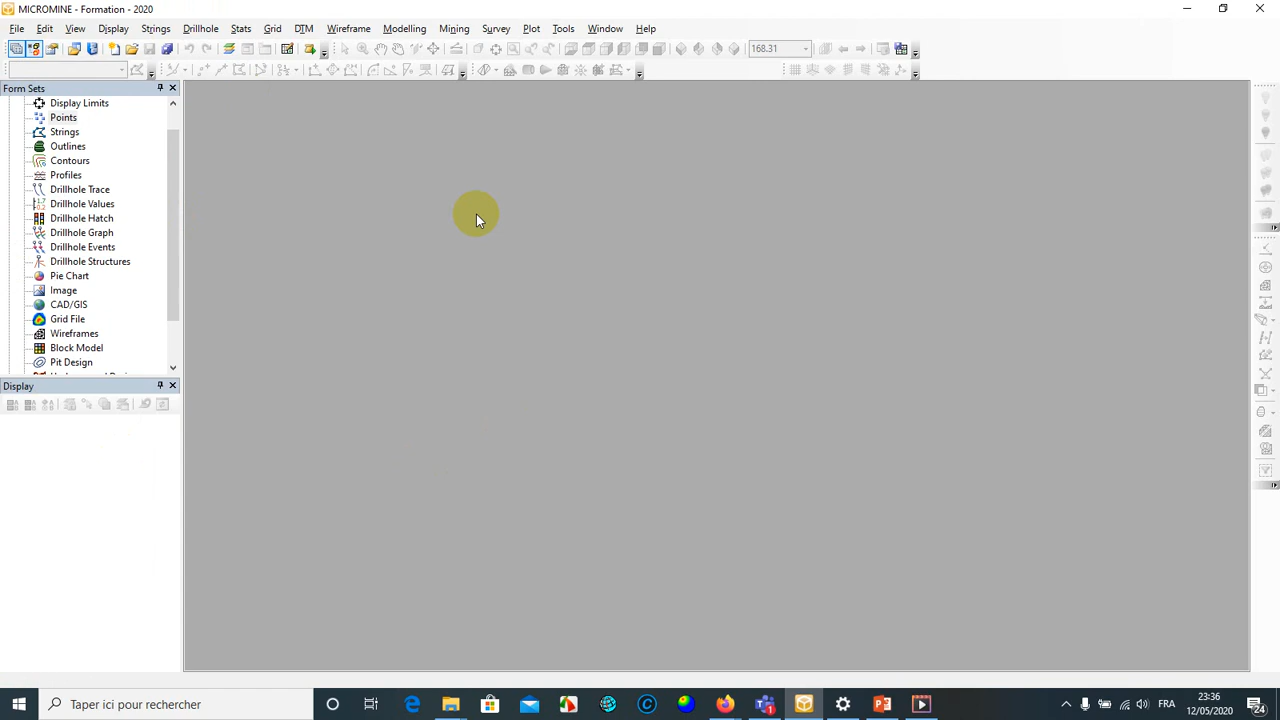 MICROMINE - Formation - 2020
File Edit View Display Strings Drillhole Stats Grid DTM Wireframe Modelling Mining Survey Plot Tools Window Help
168.31
Form Sets
Display Limits
Points
Strings
Outlines
Contours
Profiles
Drillhole Trace
Drillhole Values
Drillhole Hatch
Drillhole Graph
Drillhole Events
Drillhole Structures
Pie Chart
Image
CAD/GIS
Grid File
Wireframes
Block Model
Pit Design
Display
Taper ici pour rechercher
1
FRA
23:36
12/05/2020
24